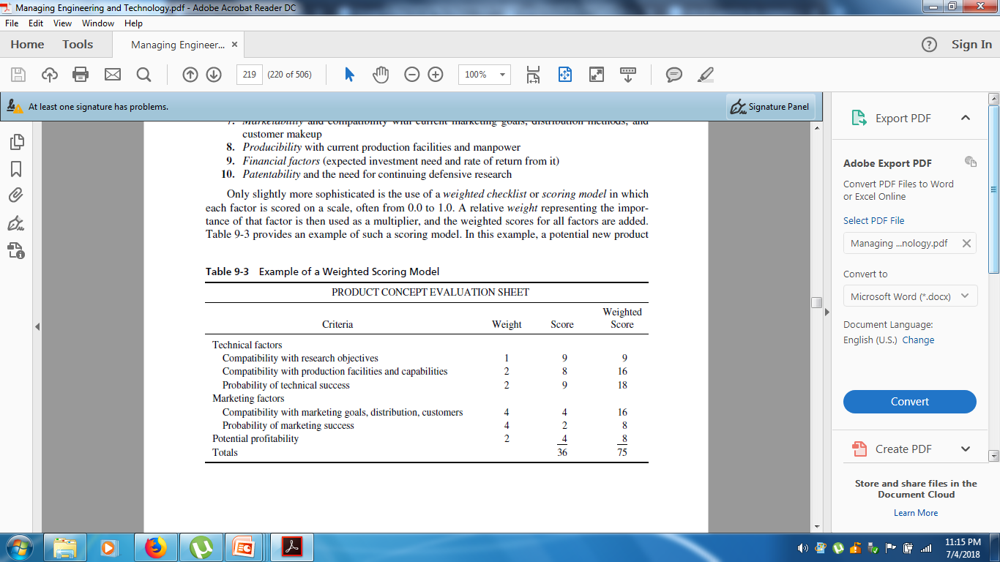 Managing Engineering and Technology.pdf - Adobe Acrobat Reader DC
File Edit View Window Help
Home Tools Managing Engineer... ×
Sign In
219 (220 of 506) 100%
At least one signature has problems.
Signature Panel
7. Marketability and compatibility with current marketing goals, distribution methods, and
customer makeup
8. Producibility with current production facilities and manpower
9. Financial factors (expected investment need and rate of return from it)
10. Patentability and the need for continuing defensive research
Only slightly more sophisticated is the use of a weighted checklist or scoring model in which
each factor is scored on a scale, often from 0.0 to 1.0. A relative weight representing the impor-
tance of that factor is then used as a multiplier, and the weighted scores for all factors are added.
Table 9-3 provides an example of such a scoring model. In this example, a potential new product
Table 9-3 Example of a Weighted Scoring Model
PRODUCT CONCEPT EVALUATION SHEET
Weighted
Criteria Weight Score Score
Technical factors
Compatibility with research objectives 1 9 9
Compatibility with production facilities and capabilities 2 8 16
Probability of technical success 2 9 18
Marketing factors
Compatibility with marketing goals, distribution, customers 4 4 16
Probability of marketing success 4 2 8
Potential profitability 2 4 8
Totals 36 75
Export PDF
Adobe Export PDF
Convert PDF Files to Word
or Excel Online
Select PDF File
Managing ...nology.pdf
Convert to
Microsoft Word (*.docx)
Document Language:
English (U.S.) Change
Convert
Create PDF
Store and share files in the
Document Cloud
Learn More
11:15 PM
7/4/2018